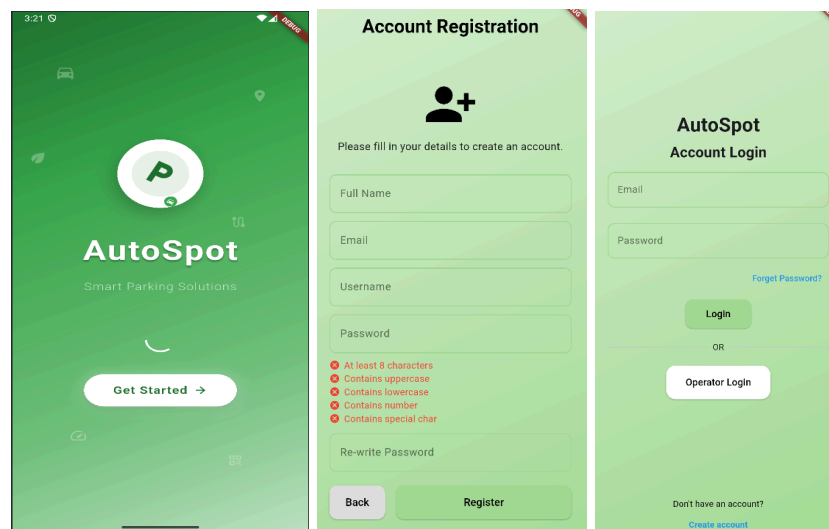 3:21
DEBUG
P
AutoSpot
Smart Parking Solutions
Get Started →
Account Registration
Please fill in your details to create an account.
Full Name
Email
Username
Password
At least 8 characters
Contains uppercase
Contains lowercase
Contains number
Contains special char
Re-write Password
Back
Register
AutoSpot
Account Login
Email
Password
Forget Password?
Login
OR
Operator Login
Don't have an account?
Create account